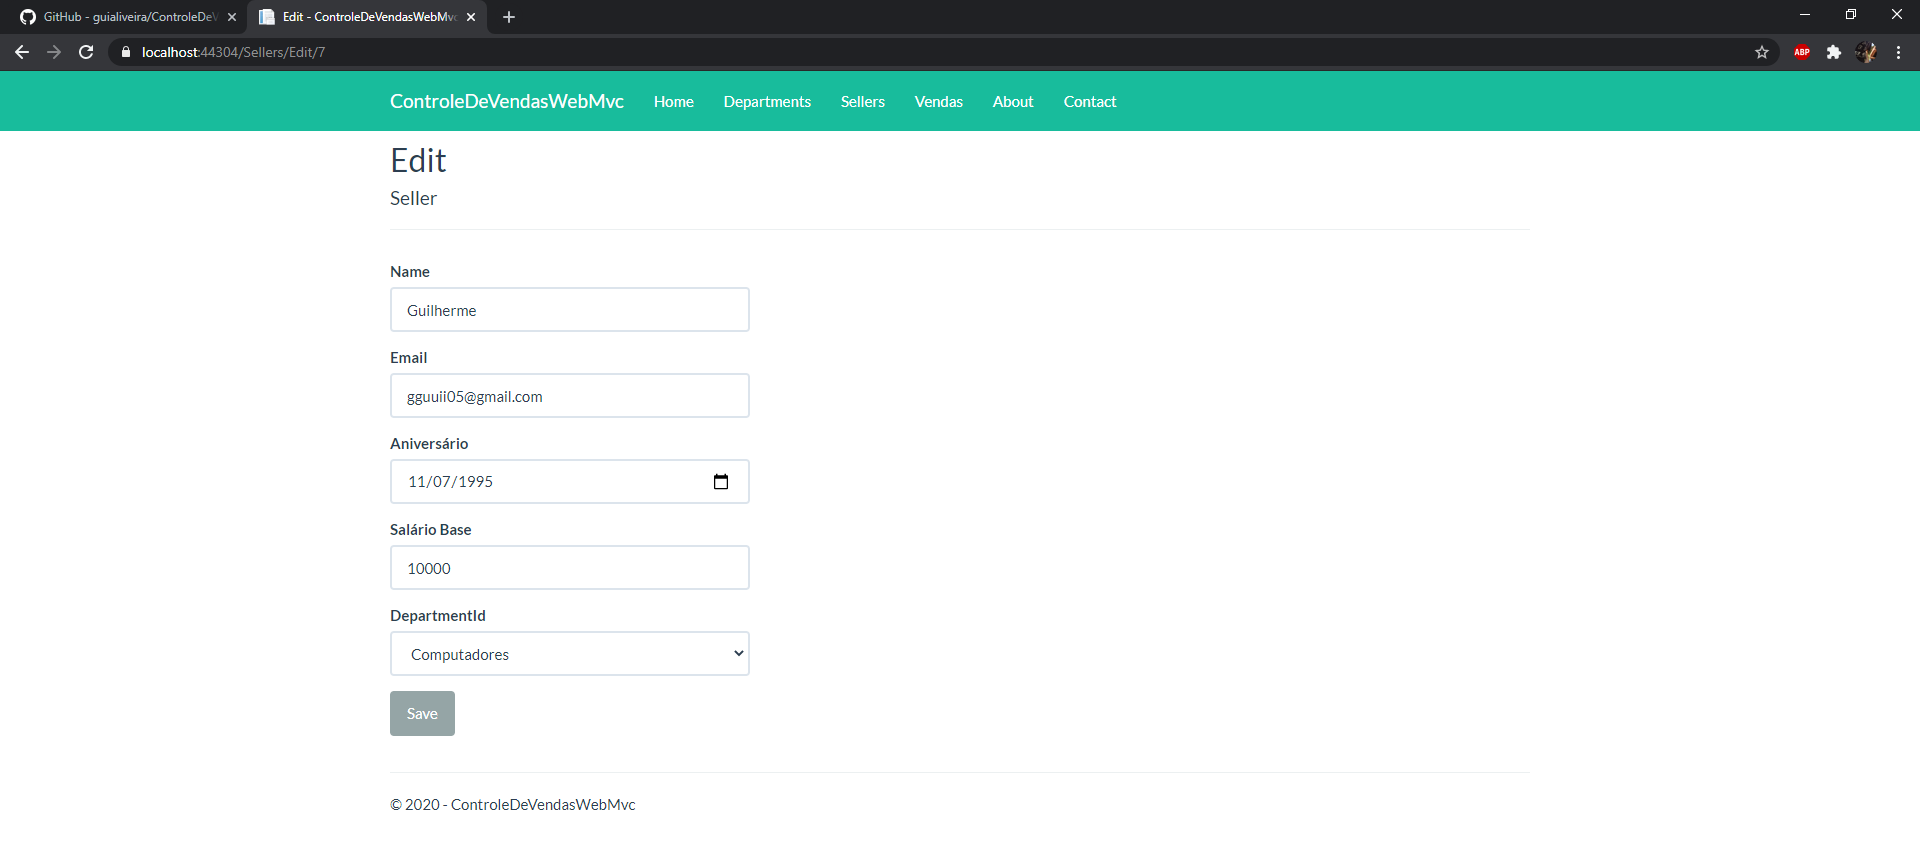 GitHub - guialiveira/ControleDeV
Edit - ControleDeVendasWebMvc
localhost:44304/Sellers/Edit/7
ABP
ControleDeVendasWebMvc Home Departments Sellers Vendas About Contact
Edit
Seller
Name
Guilherme
Email
gguuii05@gmail.com
Aniversário
11/07/1995
Salário Base
10000
DepartmentId
Computadores
Save
© 2020 - ControleDeVendasWebMvc